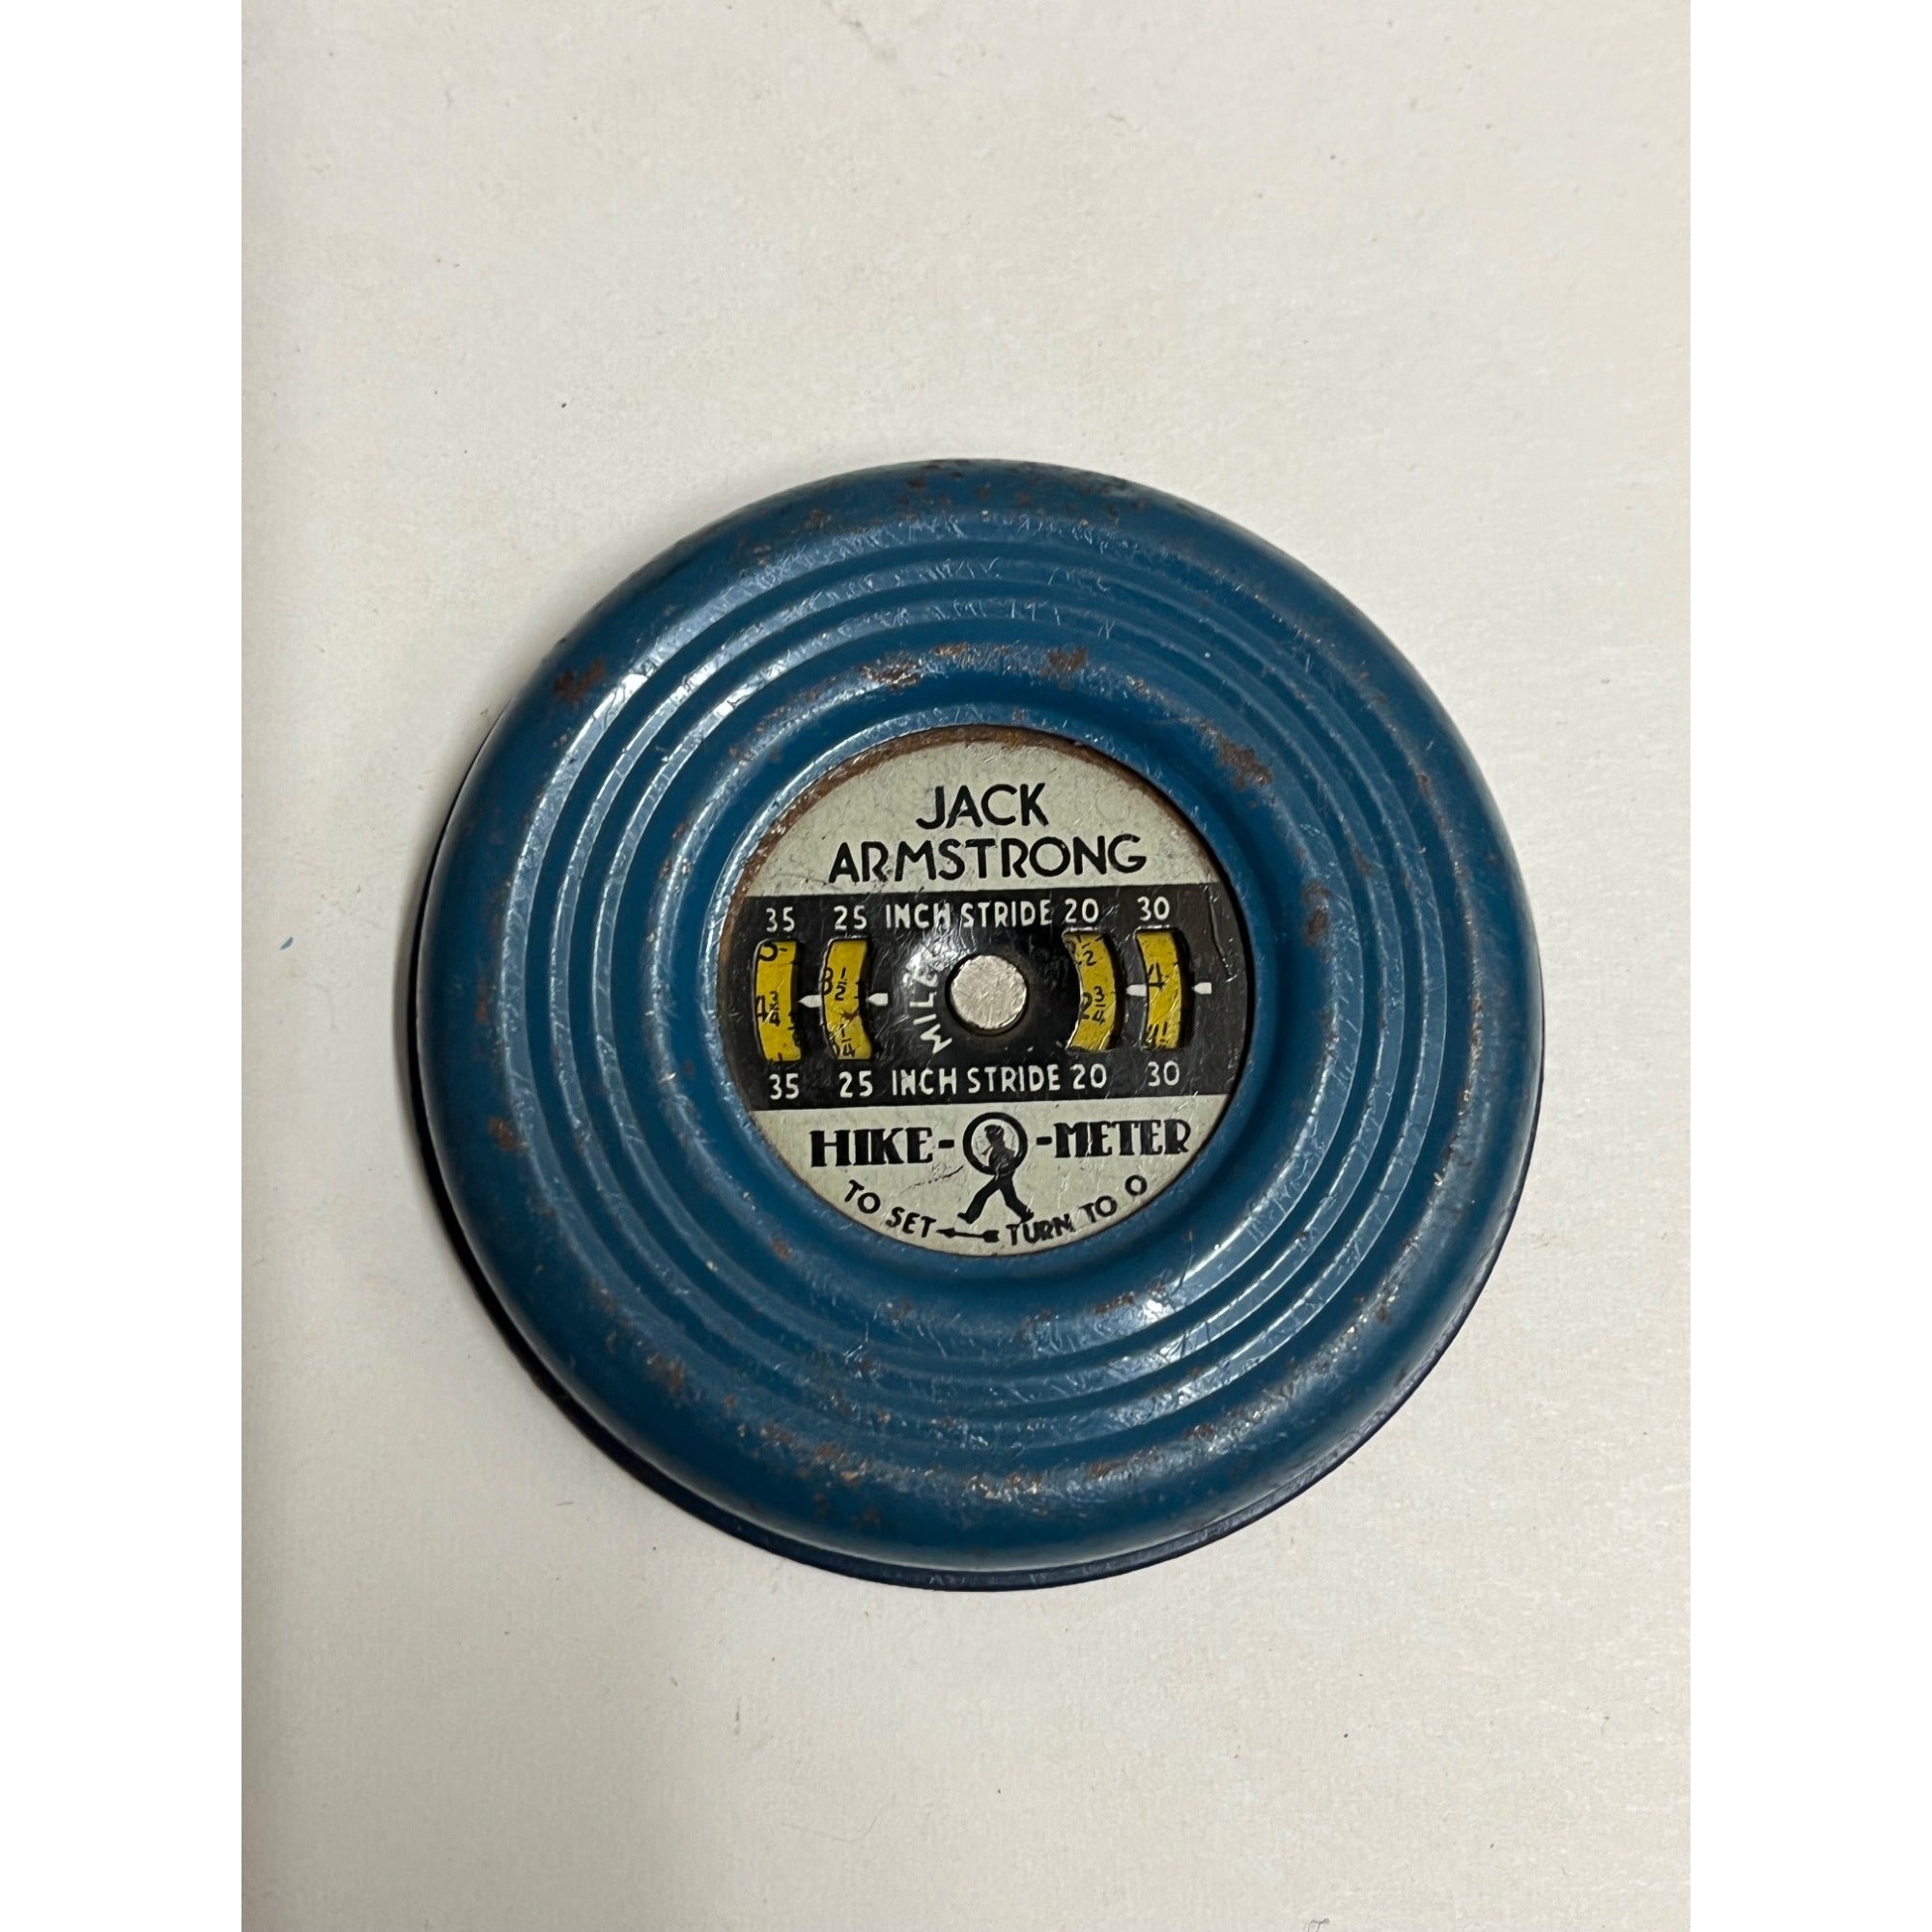 JACK
ARMSTRONG
35 25 INCH STRIDE 20 30
MILES
35 25 INCH STRIDE 20 30
HIKE-O-METER
TO SET TURN TO O